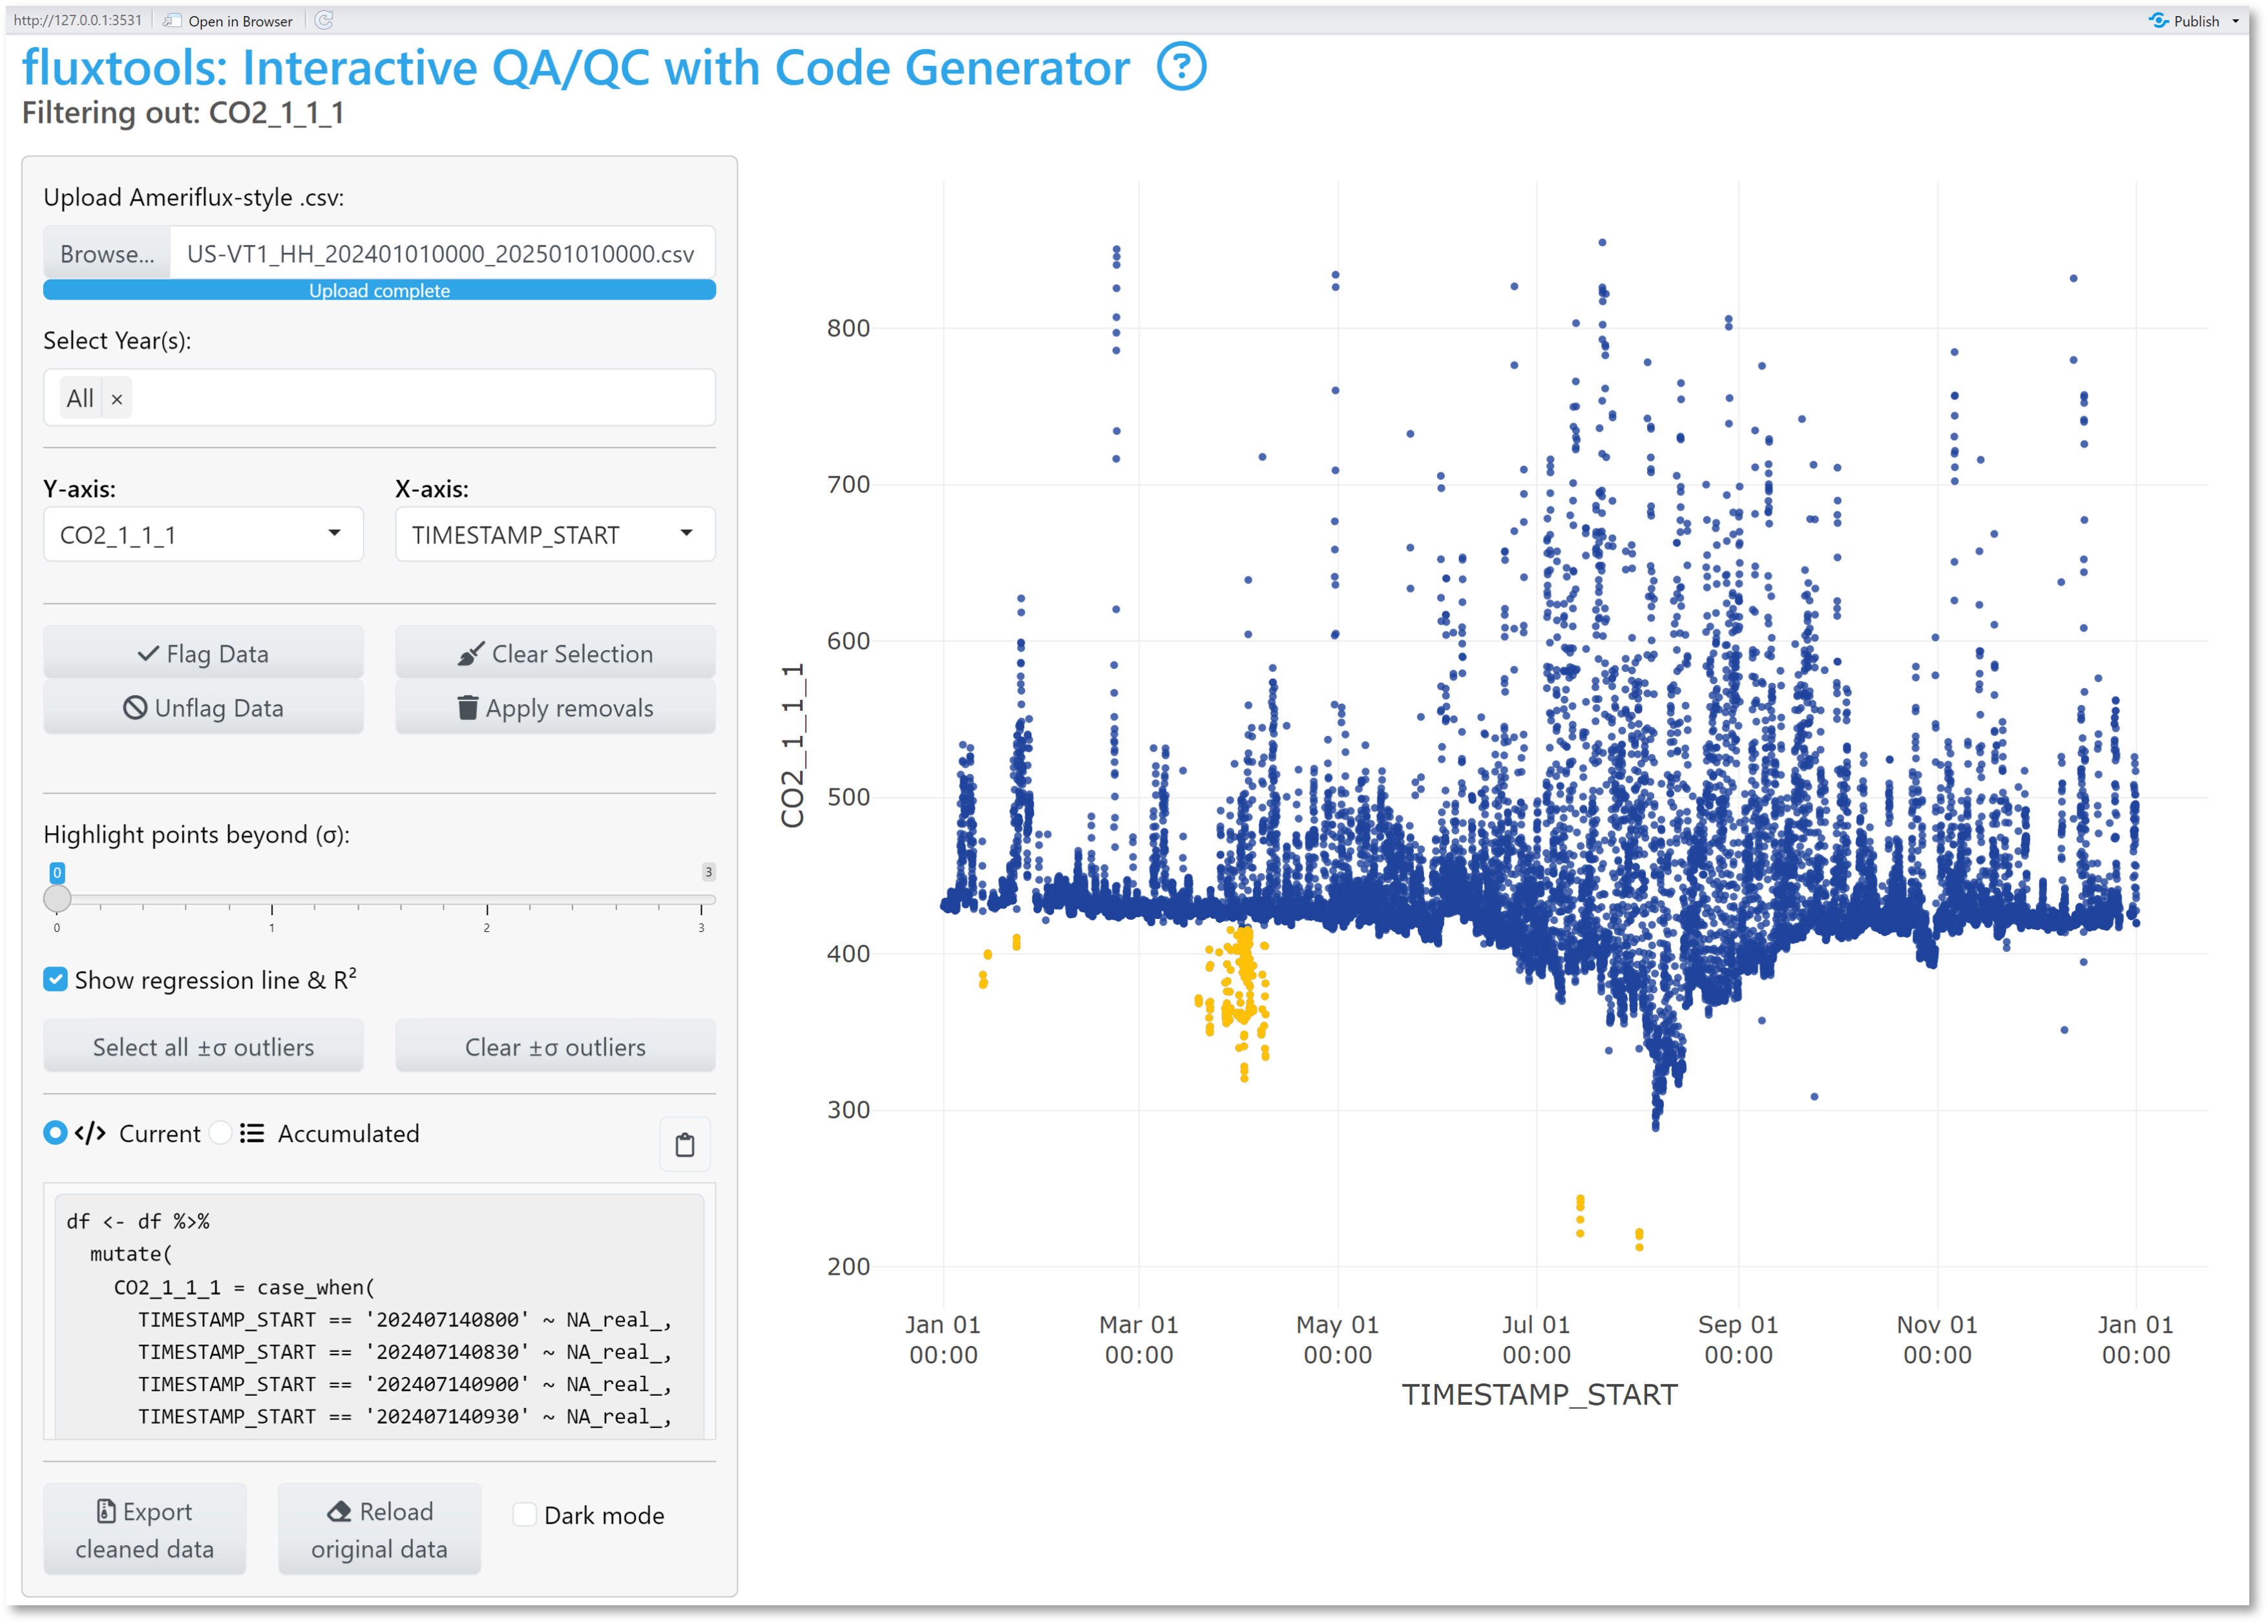 http://127.0.0.1:3531 Open in Browser Publish
fluxtools: Interactive QA/QC with Code Generator ?
Filtering out: CO2_1_1_1
Upload Ameriflux-style .csv:
Browse... US-VT1_HH_202401010000_202501010000.csv
Upload complete
Select Year(s):
All ×
Y-axis: X-axis:
CO2_1_1_1 TIMESTAMP_START
Flag Data Clear Selection
Unflag Data Apply removals
Highlight points beyond (σ):
0 3
0 1 2 3
Show regression line & R²
Select all ±σ outliers Clear ±σ outliers
</> Current Accumulated
df <- df %>%
mutate(
CO2_1_1_1 = case_when(
TIMESTAMP_START == '202407140800' ~ NA_real_,
TIMESTAMP_START == '202407140830' ~ NA_real_,
TIMESTAMP_START == '202407140900' ~ NA_real_,
TIMESTAMP_START == '202407140930' ~ NA_real_,
Export
cleaned data
Reload
original data
Dark mode
CO2_1_1_1
800
700
600
500
400
300
200
Jan 01 Mar 01 May 01 Jul 01 Sep 01 Nov 01 Jan 01
00:00 00:00 00:00 00:00 00:00 00:00 00:00
TIMESTAMP_START